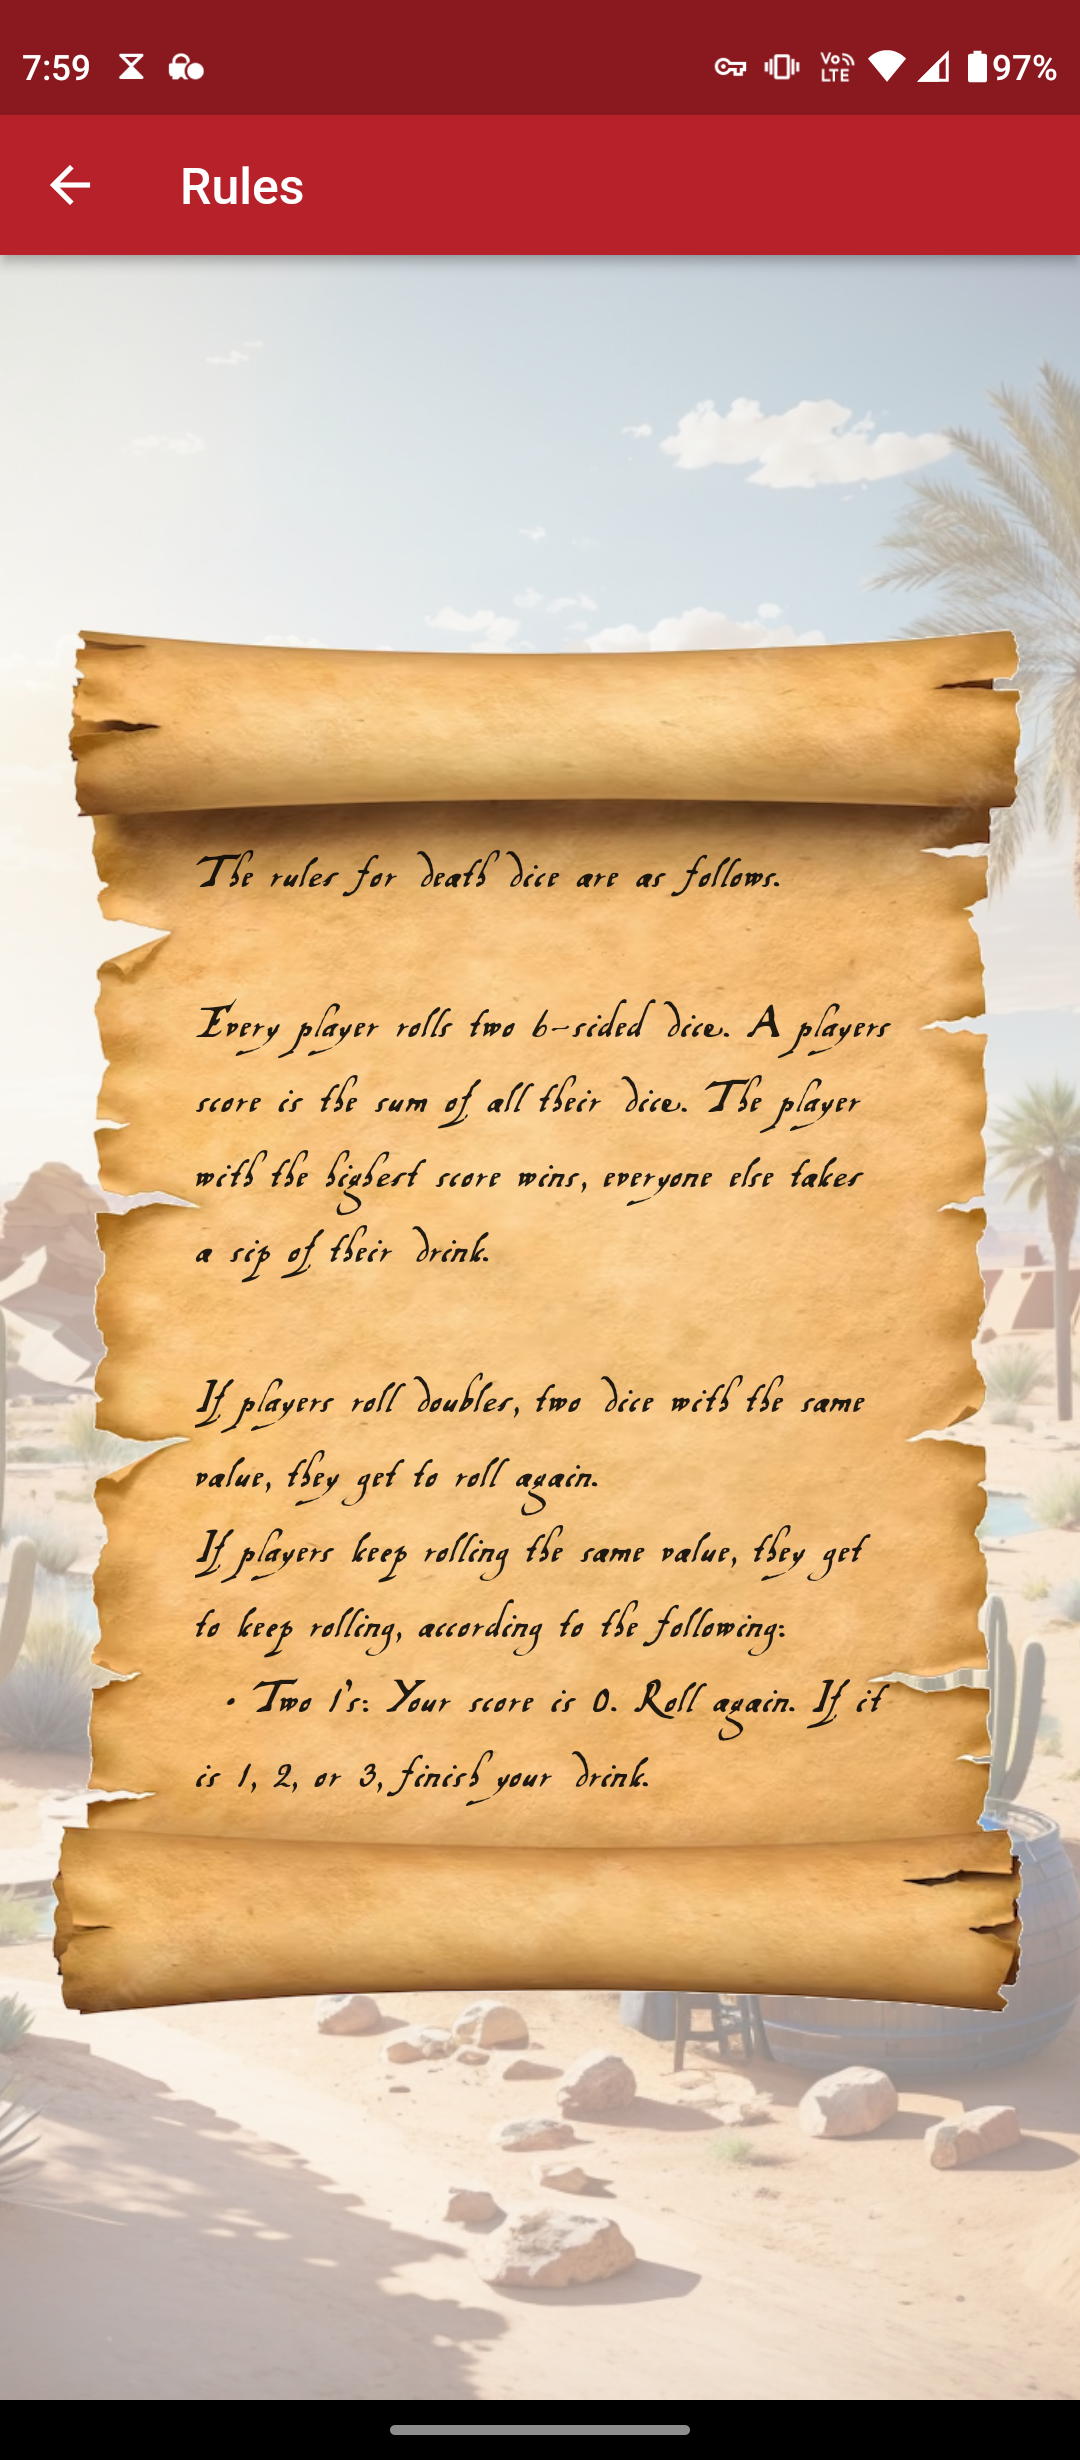 7:59
Vo LTE
97%
Rules
The rules for death dice are as follows.
Every player rolls two 6-sided dice. A players
score is the sum of all their dice. The player
with the highest score wins, everyone else takes
a sip of their drink.
If players roll doubles, two dice with the same
value, they get to roll again.
If players keep rolling the same value, they get
to keep rolling, according to the following:
• Two 1's: Your score is 0. Roll again. If it
is 1, 2, or 3, finish your drink.